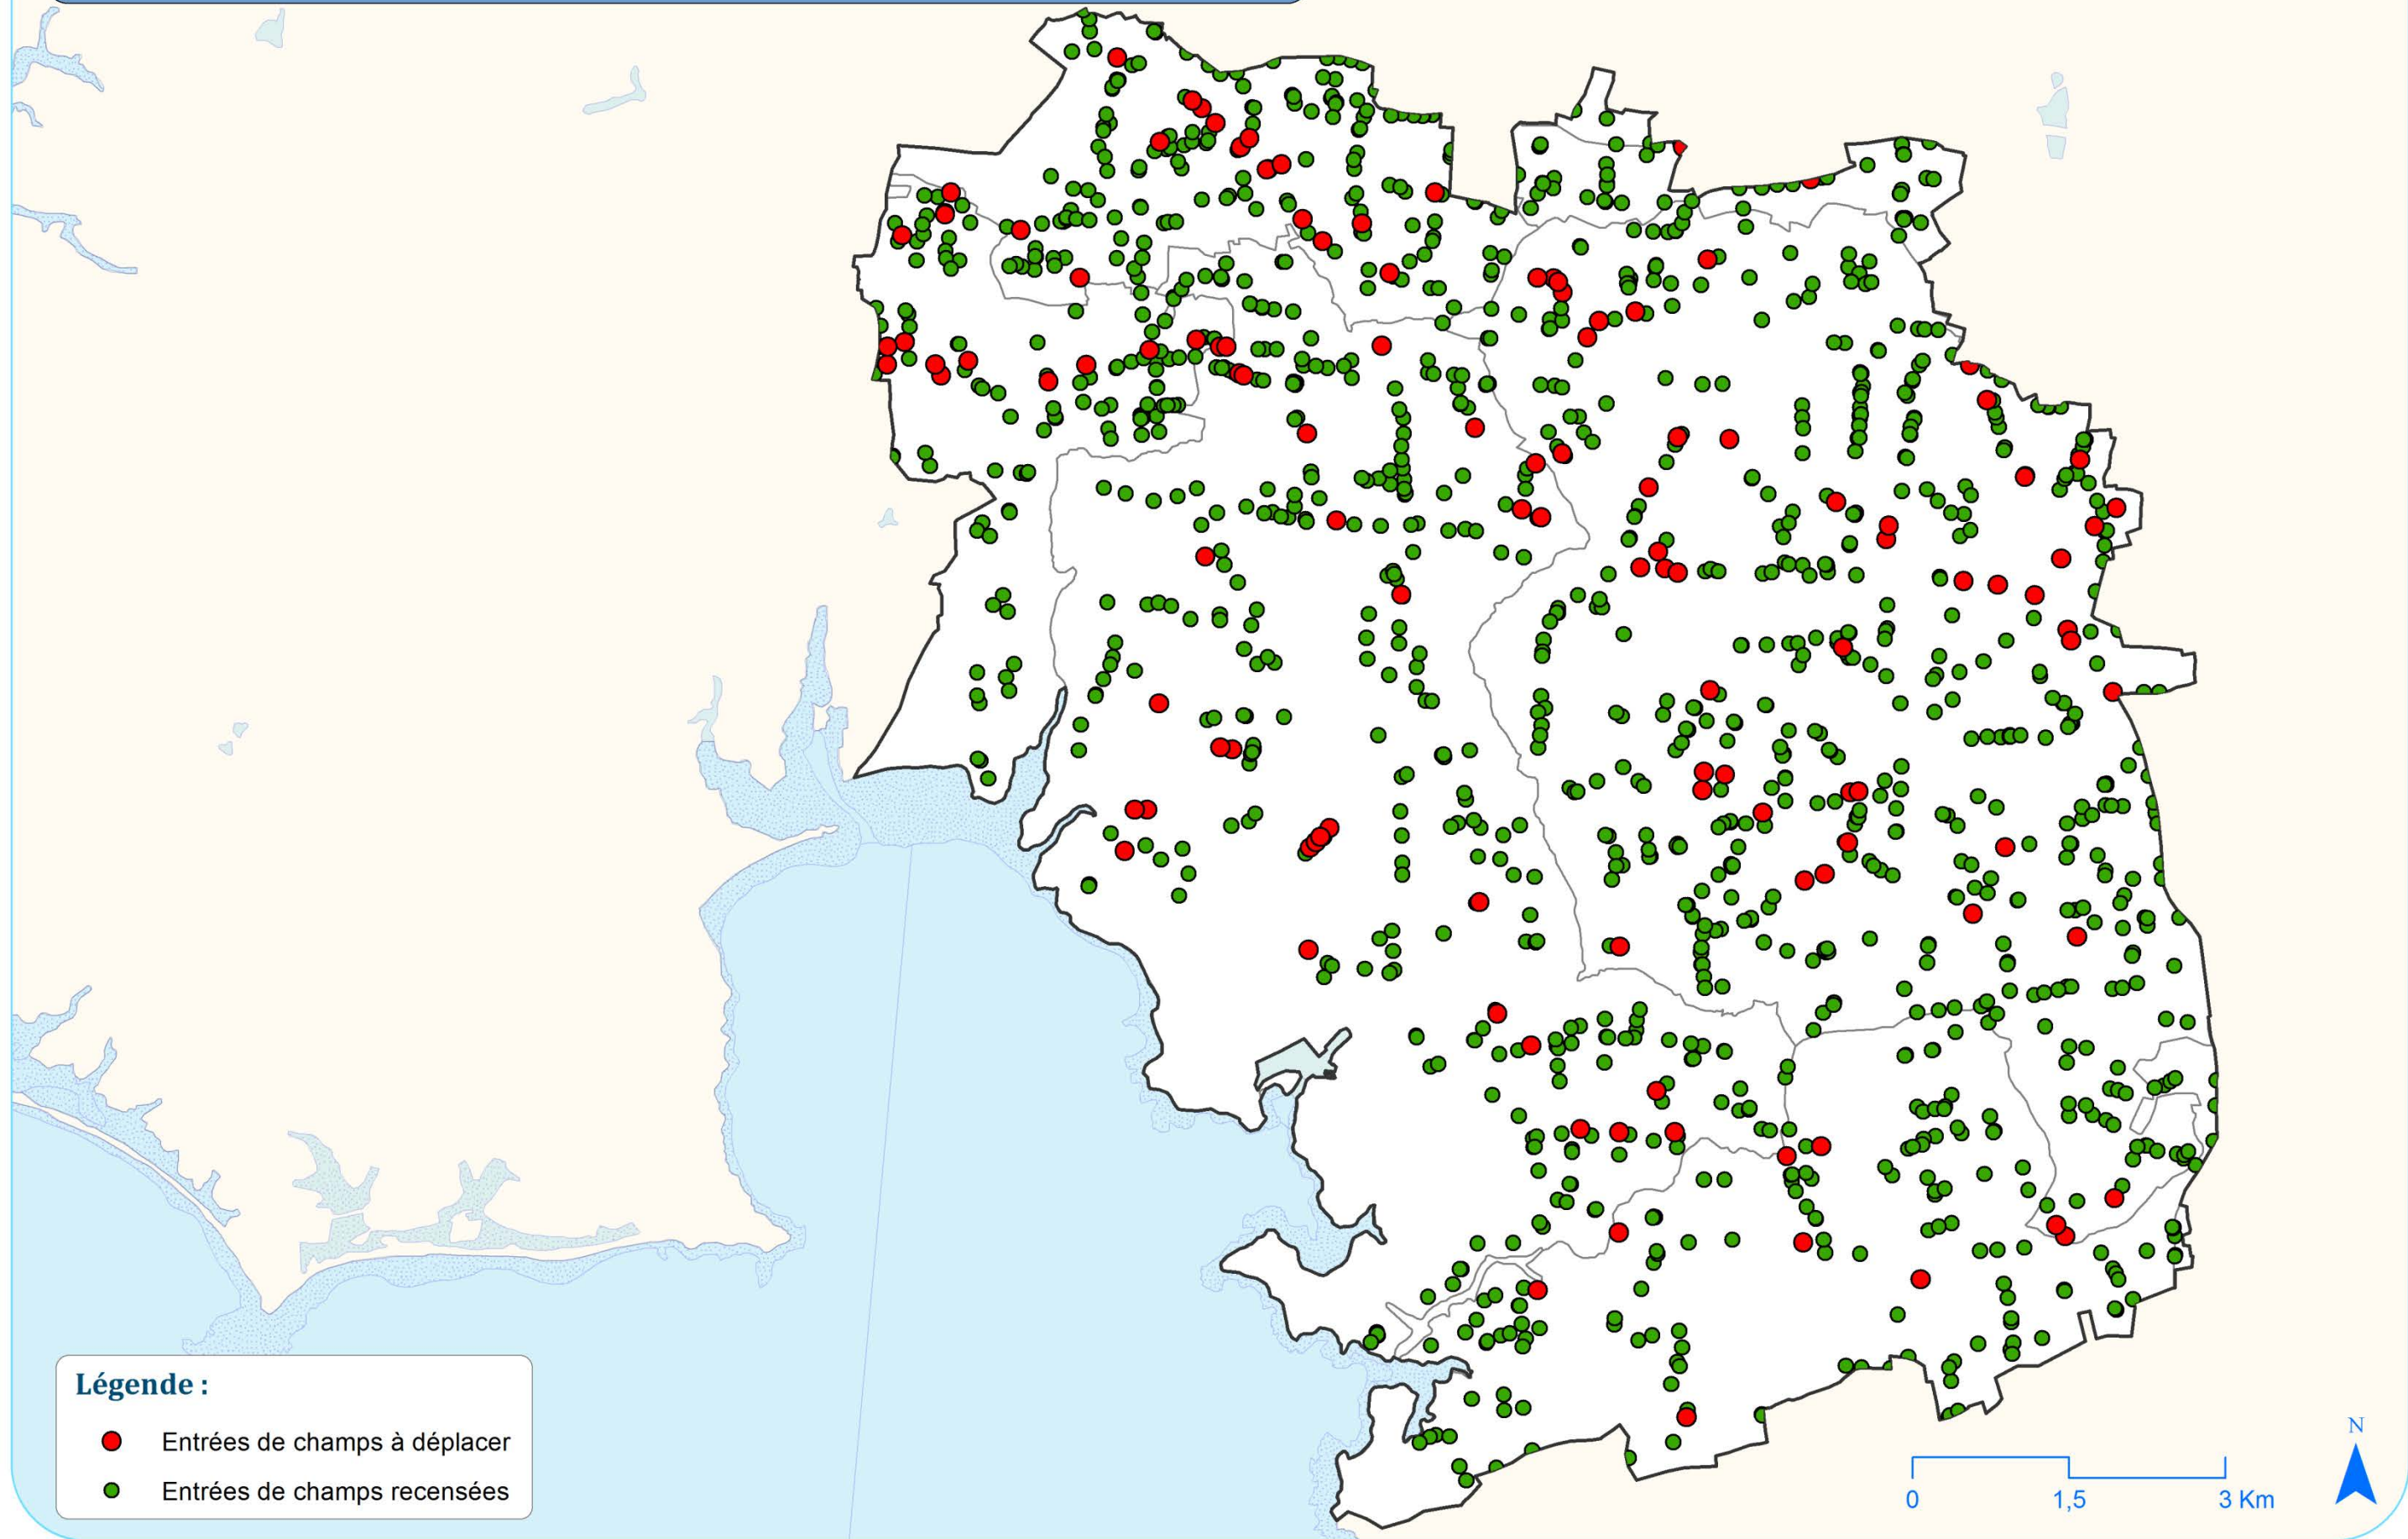 Légende :
Entrées de champs à déplacer
Entrées de champs recensées
N
0 1,5 3 Km